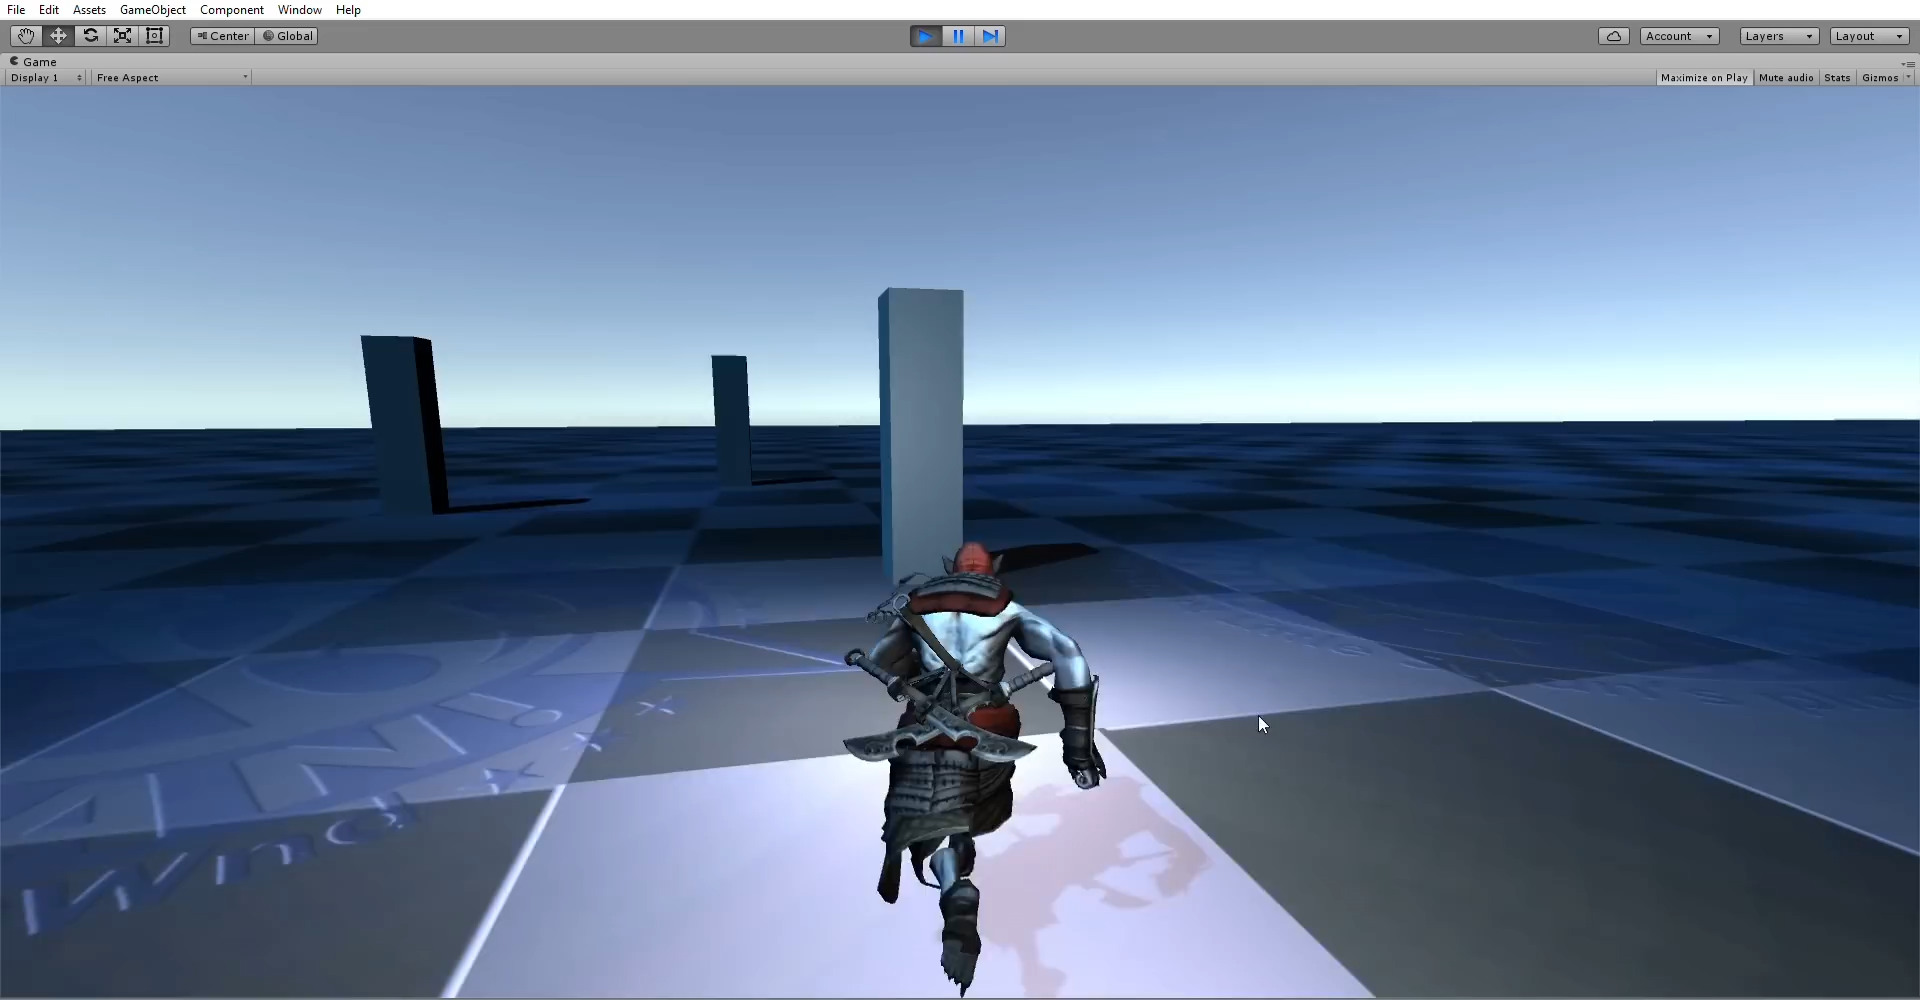 File Edit Assets GameObject Component Window Help
Center Global Account Layers Layout
Game
Display 1 Free Aspect Maximize on Play Mute audio Stats Gizmos